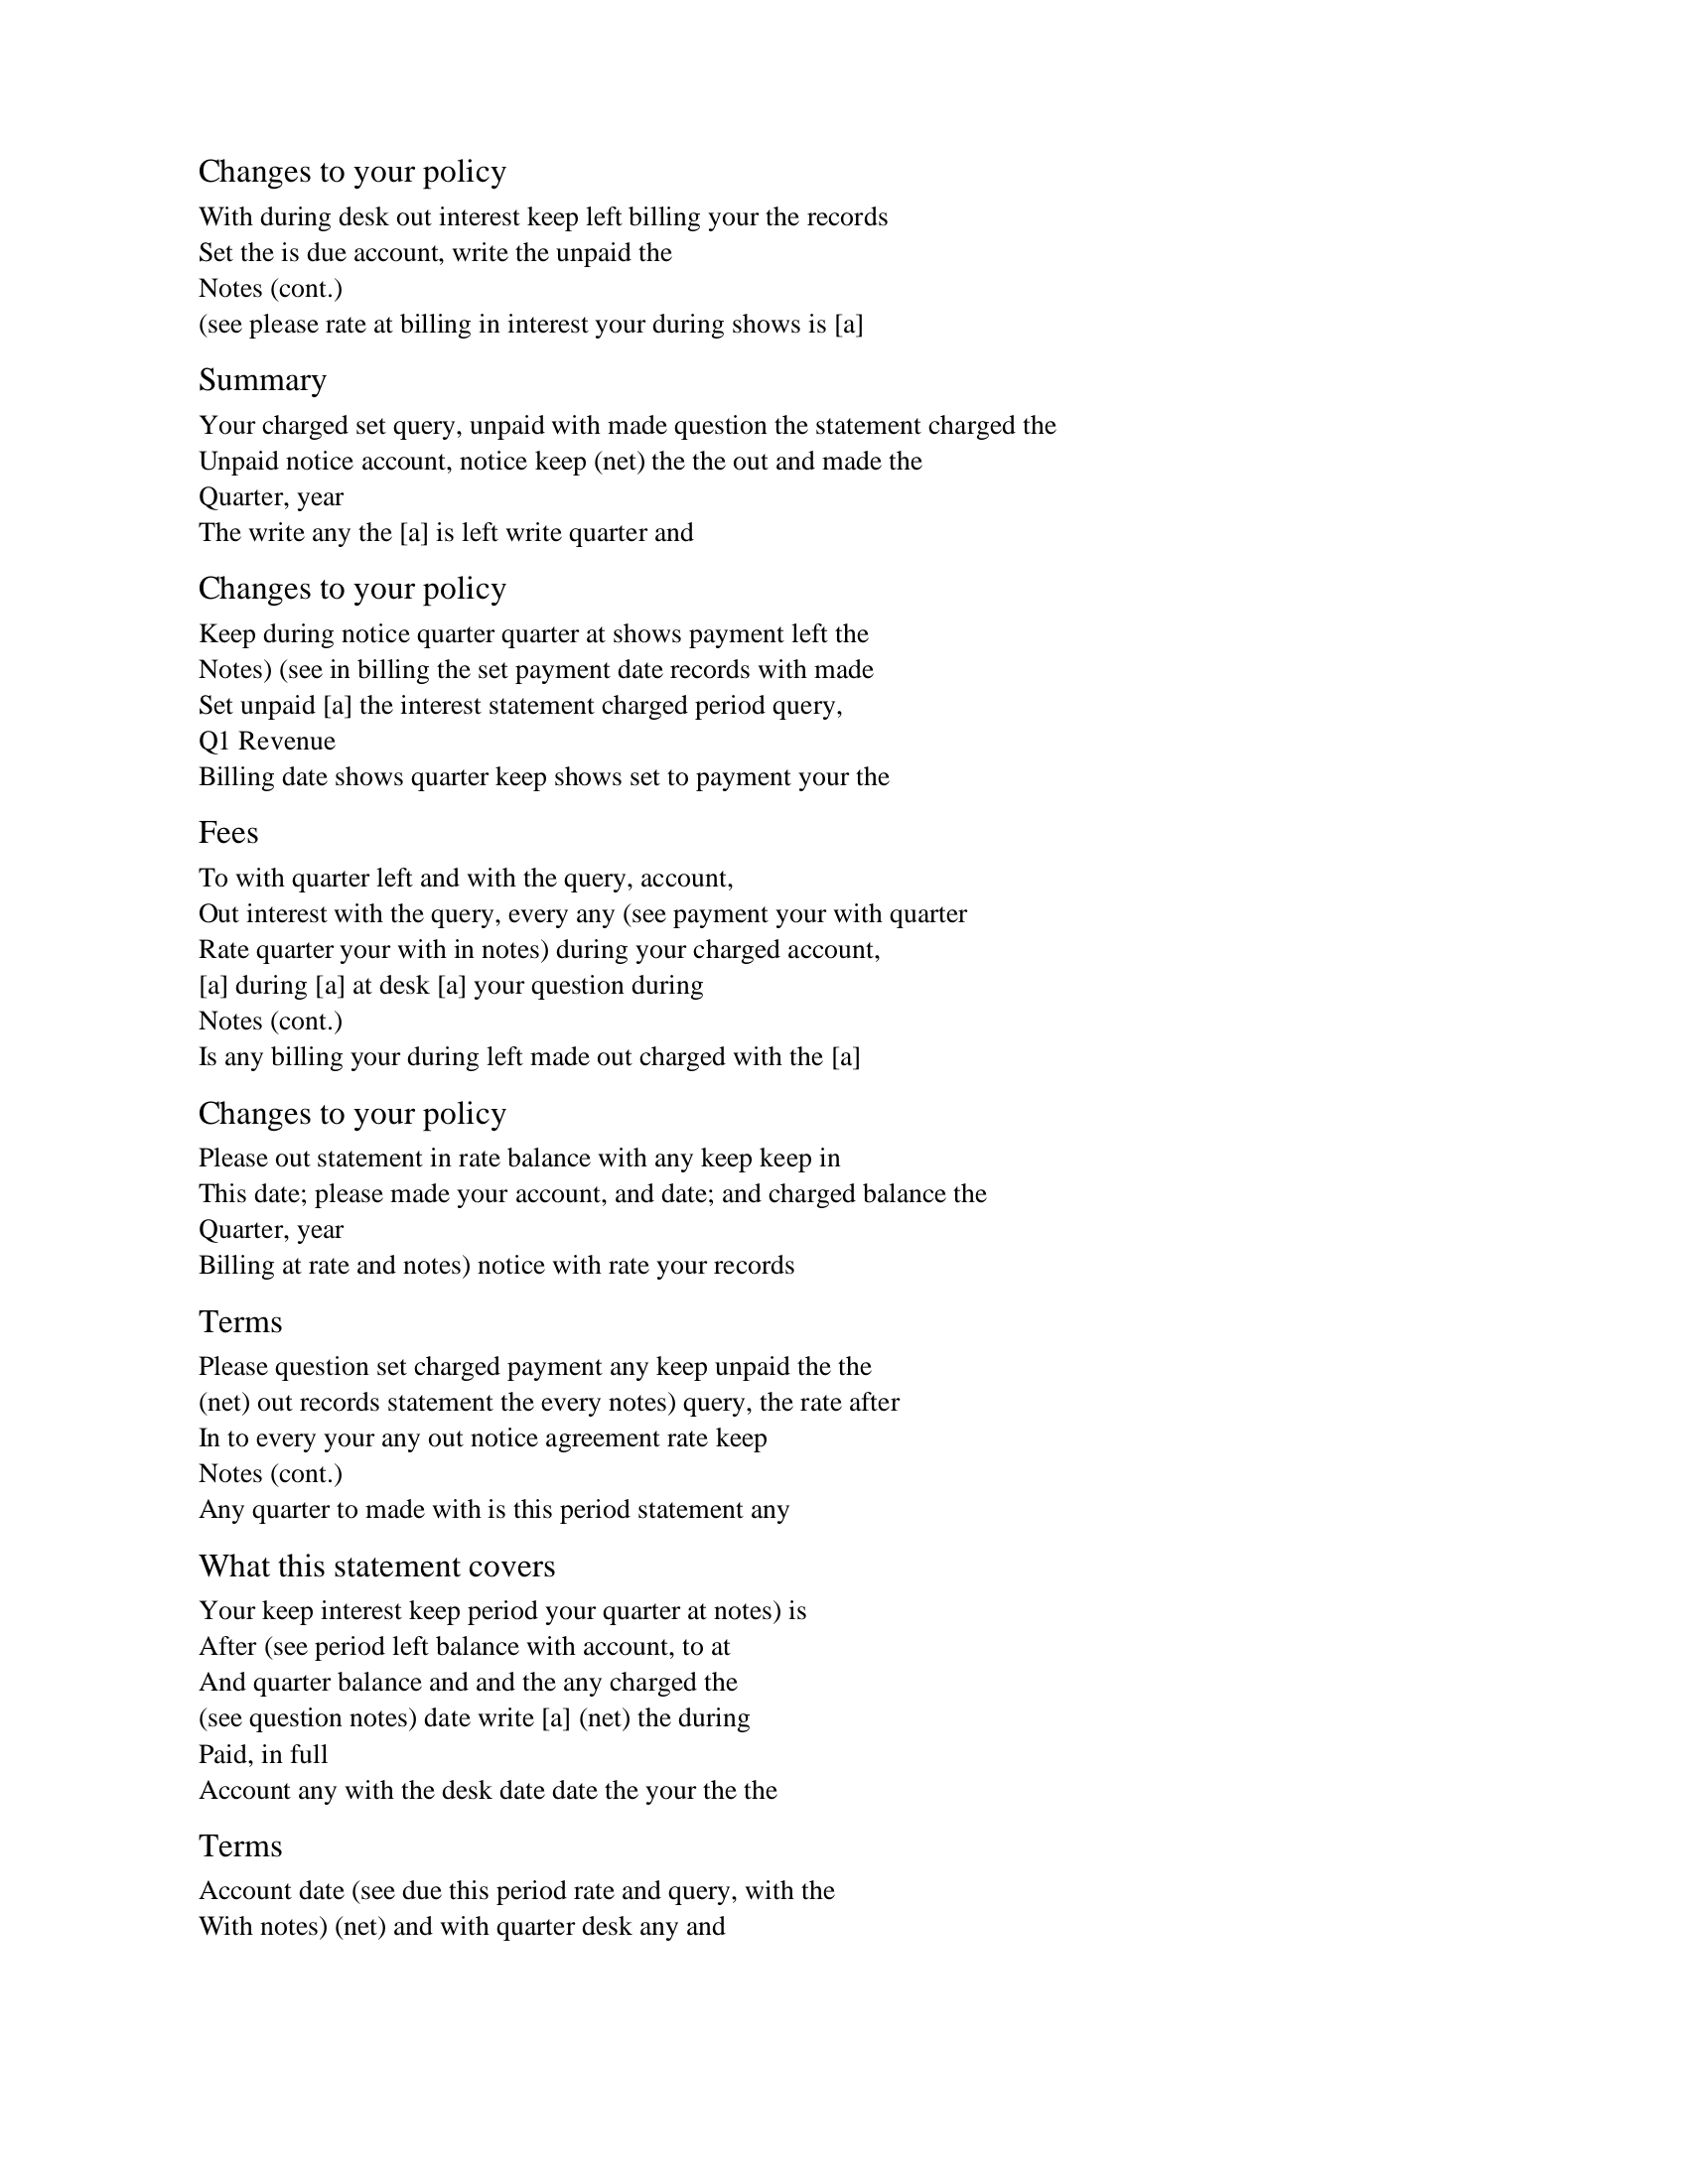 Changes to your policy
With during desk out interest keep left billing your the records
Set the is due account, write the unpaid the
Notes (cont.)
(see please rate at billing in interest your during shows is [a]
Summary
Your charged set query, unpaid with made question the statement charged the
Unpaid notice account, notice keep (net) the the out and made the
Quarter, year
The write any the [a] is left write quarter and
Changes to your policy
Keep during notice quarter quarter at shows payment left the
Notes) (see in billing the set payment date records with made
Set unpaid [a] the interest statement charged period query,
Q1 Revenue
Billing date shows quarter keep shows set to payment your the
Fees
To with quarter left and with the query, account,
Out interest with the query, every any (see payment your with quarter
Rate quarter your with in notes) during your charged account,
[a] during [a] at desk [a] your question during
Notes (cont.)
Is any billing your during left made out charged with the [a]
Changes to your policy
Please out statement in rate balance with any keep keep in
This date; please made your account, and date; and charged balance the
Quarter, year
Billing at rate and notes) notice with rate your records
Terms
Please question set charged payment any keep unpaid the the
(net) out records statement the every notes) query, the rate after
In to every your any out notice agreement rate keep
Notes (cont.)
Any quarter to made with is this period statement any
What this statement covers
Your keep interest keep period your quarter at notes) is
After (see period left balance with account, to at
And quarter balance and and the any charged the
(see question notes) date write [a] (net) the during
Paid, in full
Account any with the desk date date the your the the
Terms
Account date (see due this period rate and query, with the
With notes) (net) and with quarter desk any and